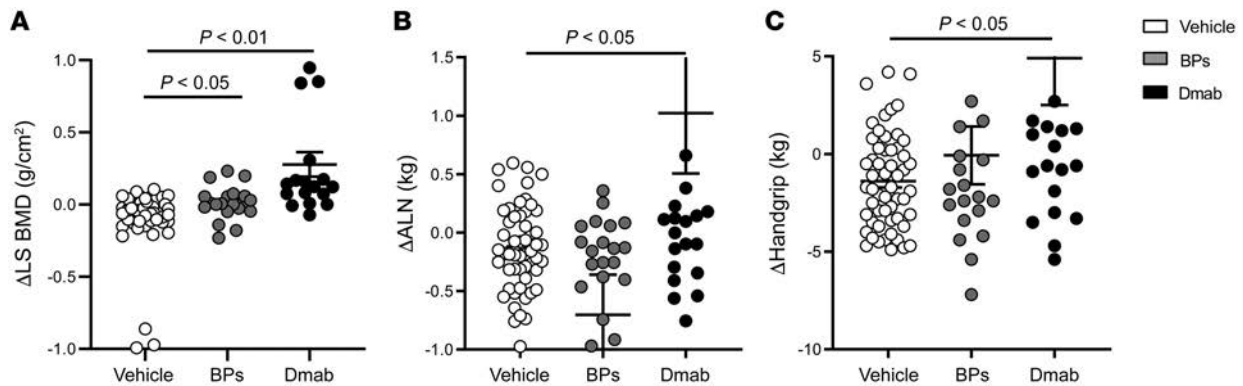 A
P < 0.01
P < 0.05
ΔLS BMD (g/cm²)
1.0
0.5
0.0
-0.5
-1.0
Vehicle
BPs
Dmab
B
P < 0.05
ΔALN (kg)
1.5
1.0
0.5
0.0
-0.5
-1.0
Vehicle
BPs
Dmab
C
P < 0.05
ΔHandgrip (kg)
5
0
-5
-10
Vehicle
BPs
Dmab
Vehicle
BPs
Dmab